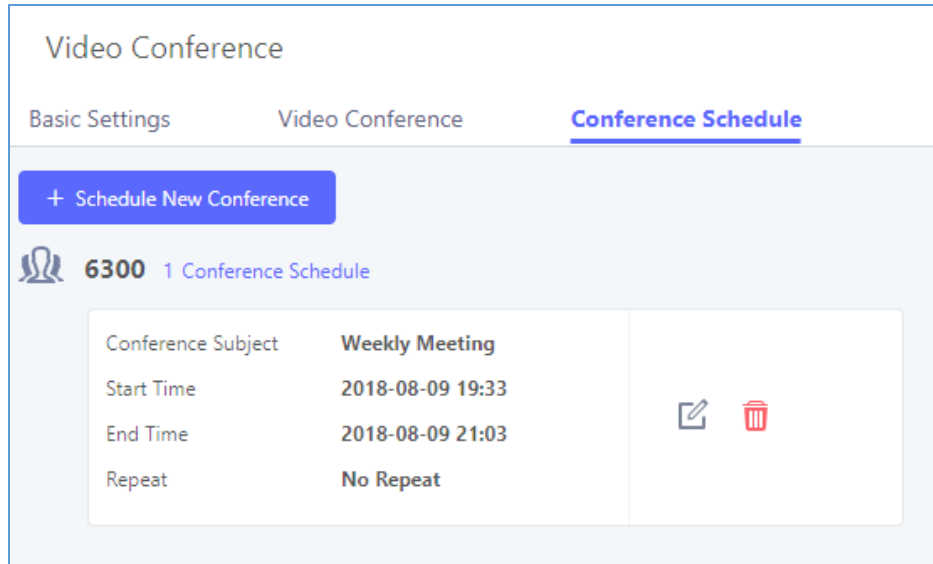 Video Conference
Basic Settings Video Conference Conference Schedule
+ Schedule New Conference
6300 1 Conference Schedule
Conference Subject Weekly Meeting
Start Time 2018-08-09 19:33
End Time 2018-08-09 21:03
Repeat No Repeat